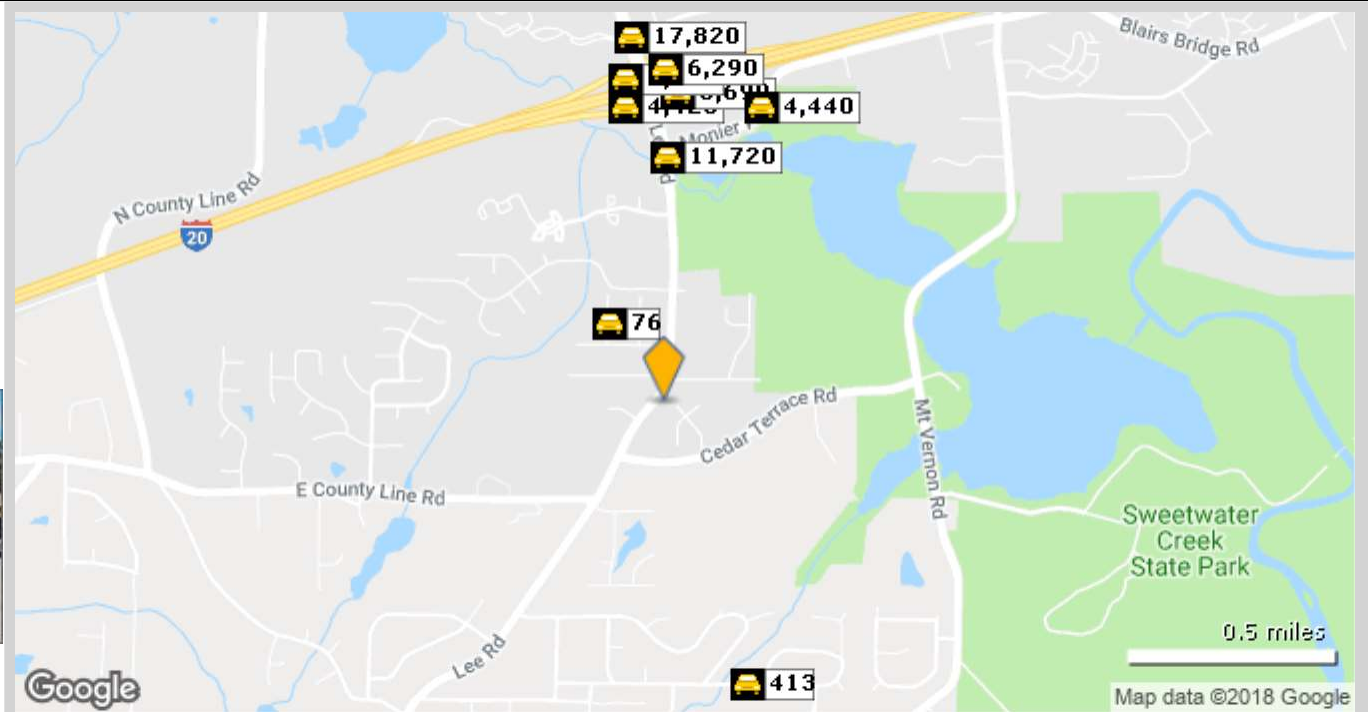 Blairs Bridge Rd
17,820
6,290
4,440
Monier
11,720
N County Line Rd
20
76
Cedar Terrace Rd
Mt Vernon Rd
E County Line Rd
Sweetwater
Creek
State Park
0.5 miles
Lee Rd
413
Google
Map data ©2018 Google